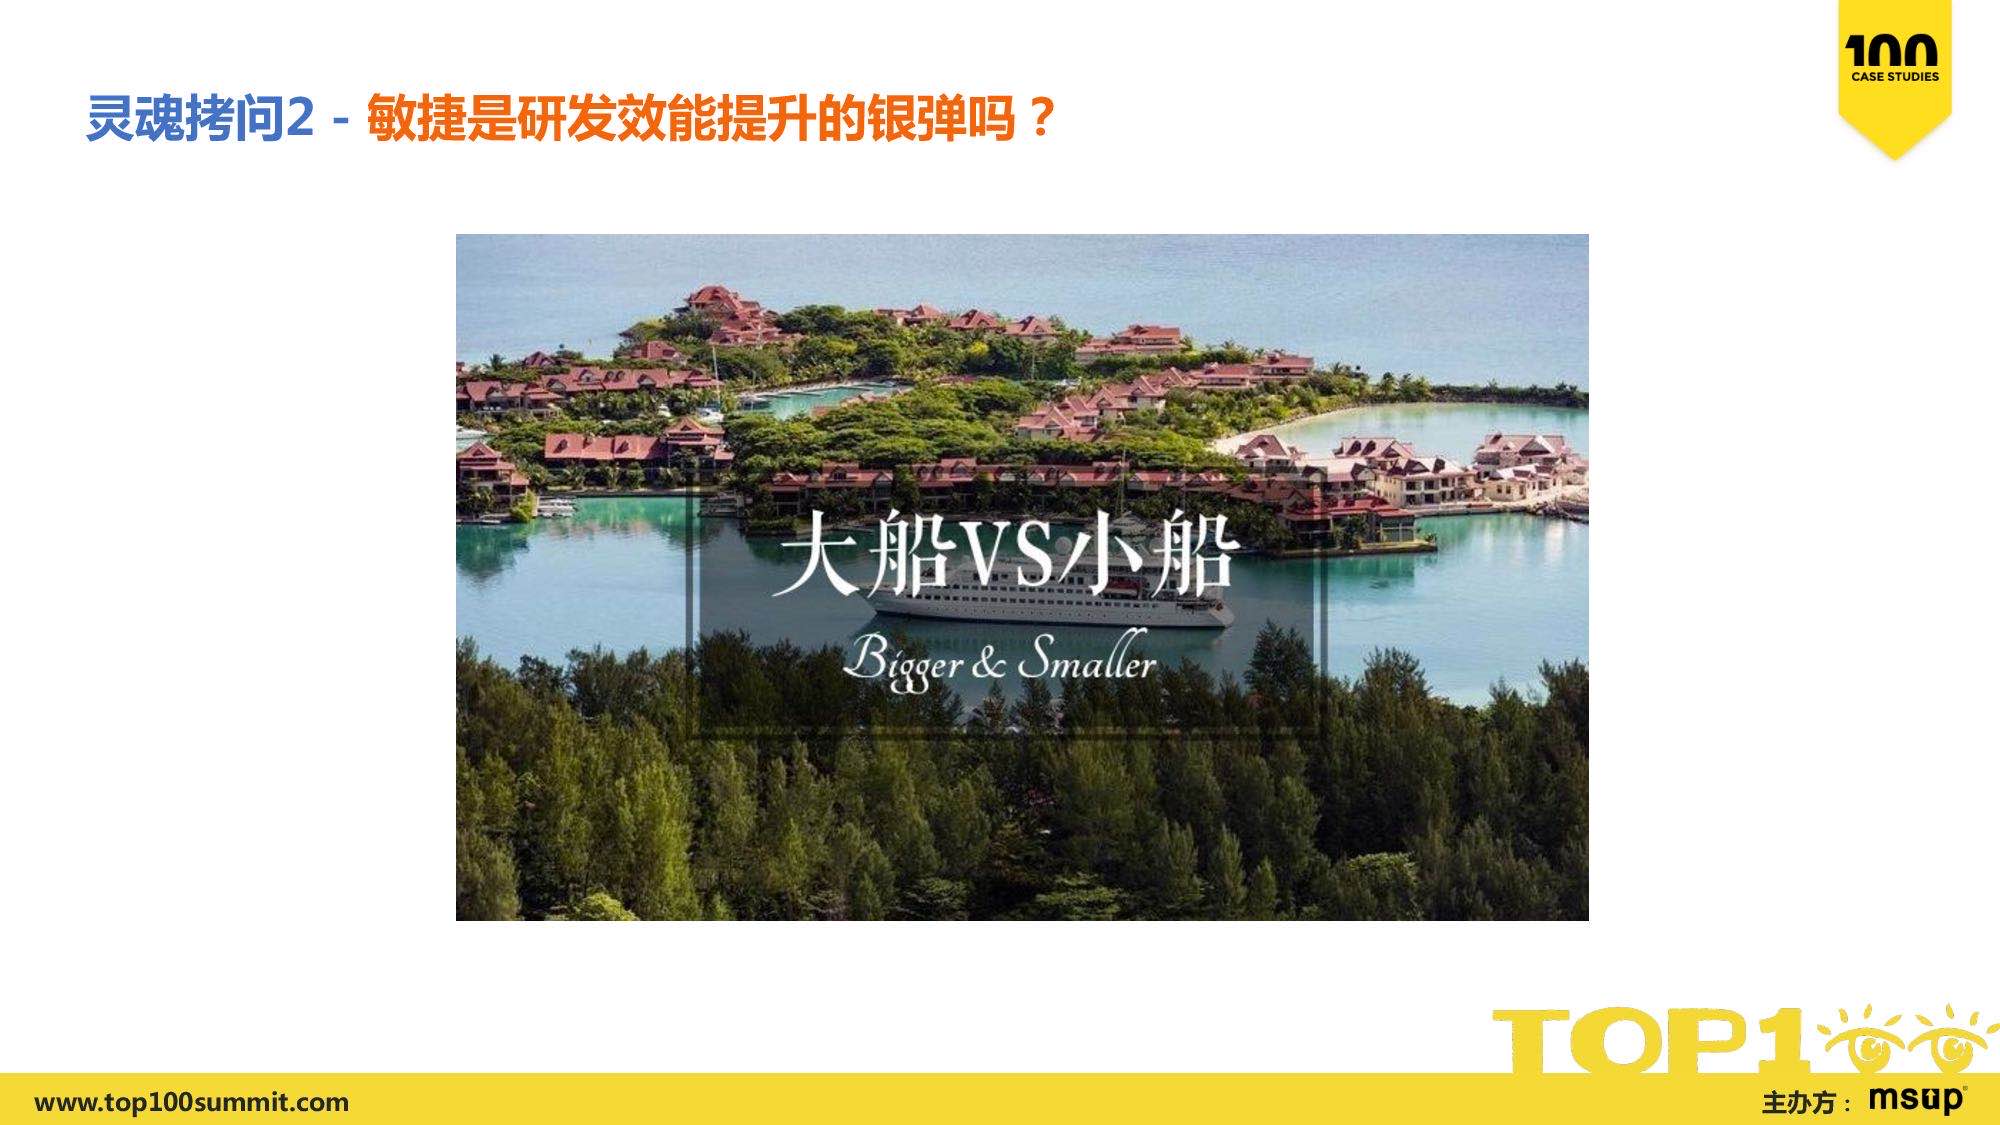 100
CASE STUDIES
灵魂拷问2 - 敏捷是研发效能提升的银弹吗？
大船VS小船
Bigger & Smaller
TOP100
www.top100summit.com
主办方： msup®